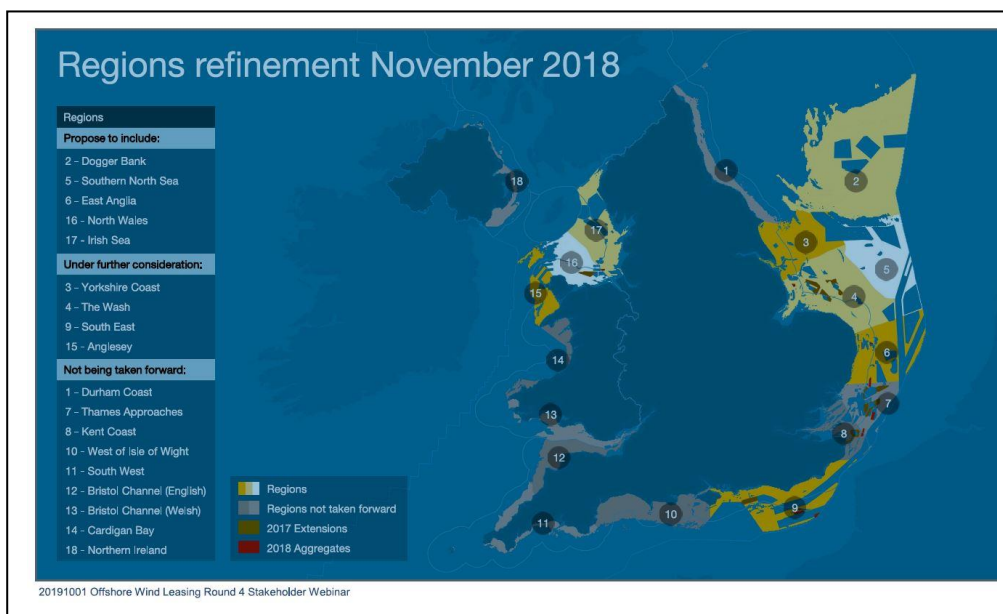 Regions refinement November 2018
Regions
Propose to include:
2 - Dogger Bank
5 - Southern North Sea
6 - East Anglia
16 - North Wales
17 - Irish Sea
Under further consideration:
3 - Yorkshire Coast
4 - The Wash
9 - South East
15 - Anglesey
Not being taken forward:
1 - Durham Coast
7 - Thames Approaches
8 - Kent Coast
10 - West of Isle of Wight
11 - South West
12 - Bristol Channel (English)
13 - Bristol Channel (Welsh)
14 - Cardigan Bay
18 - Northern Ireland
Regions
Regions not taken forward
2017 Extensions
2018 Aggregates
1
18
2
17
3
16
5
15
4
14
6
7
13
8
12
9
10
11
20191001 Offshore Wind Leasing Round 4 Stakeholder Webinar